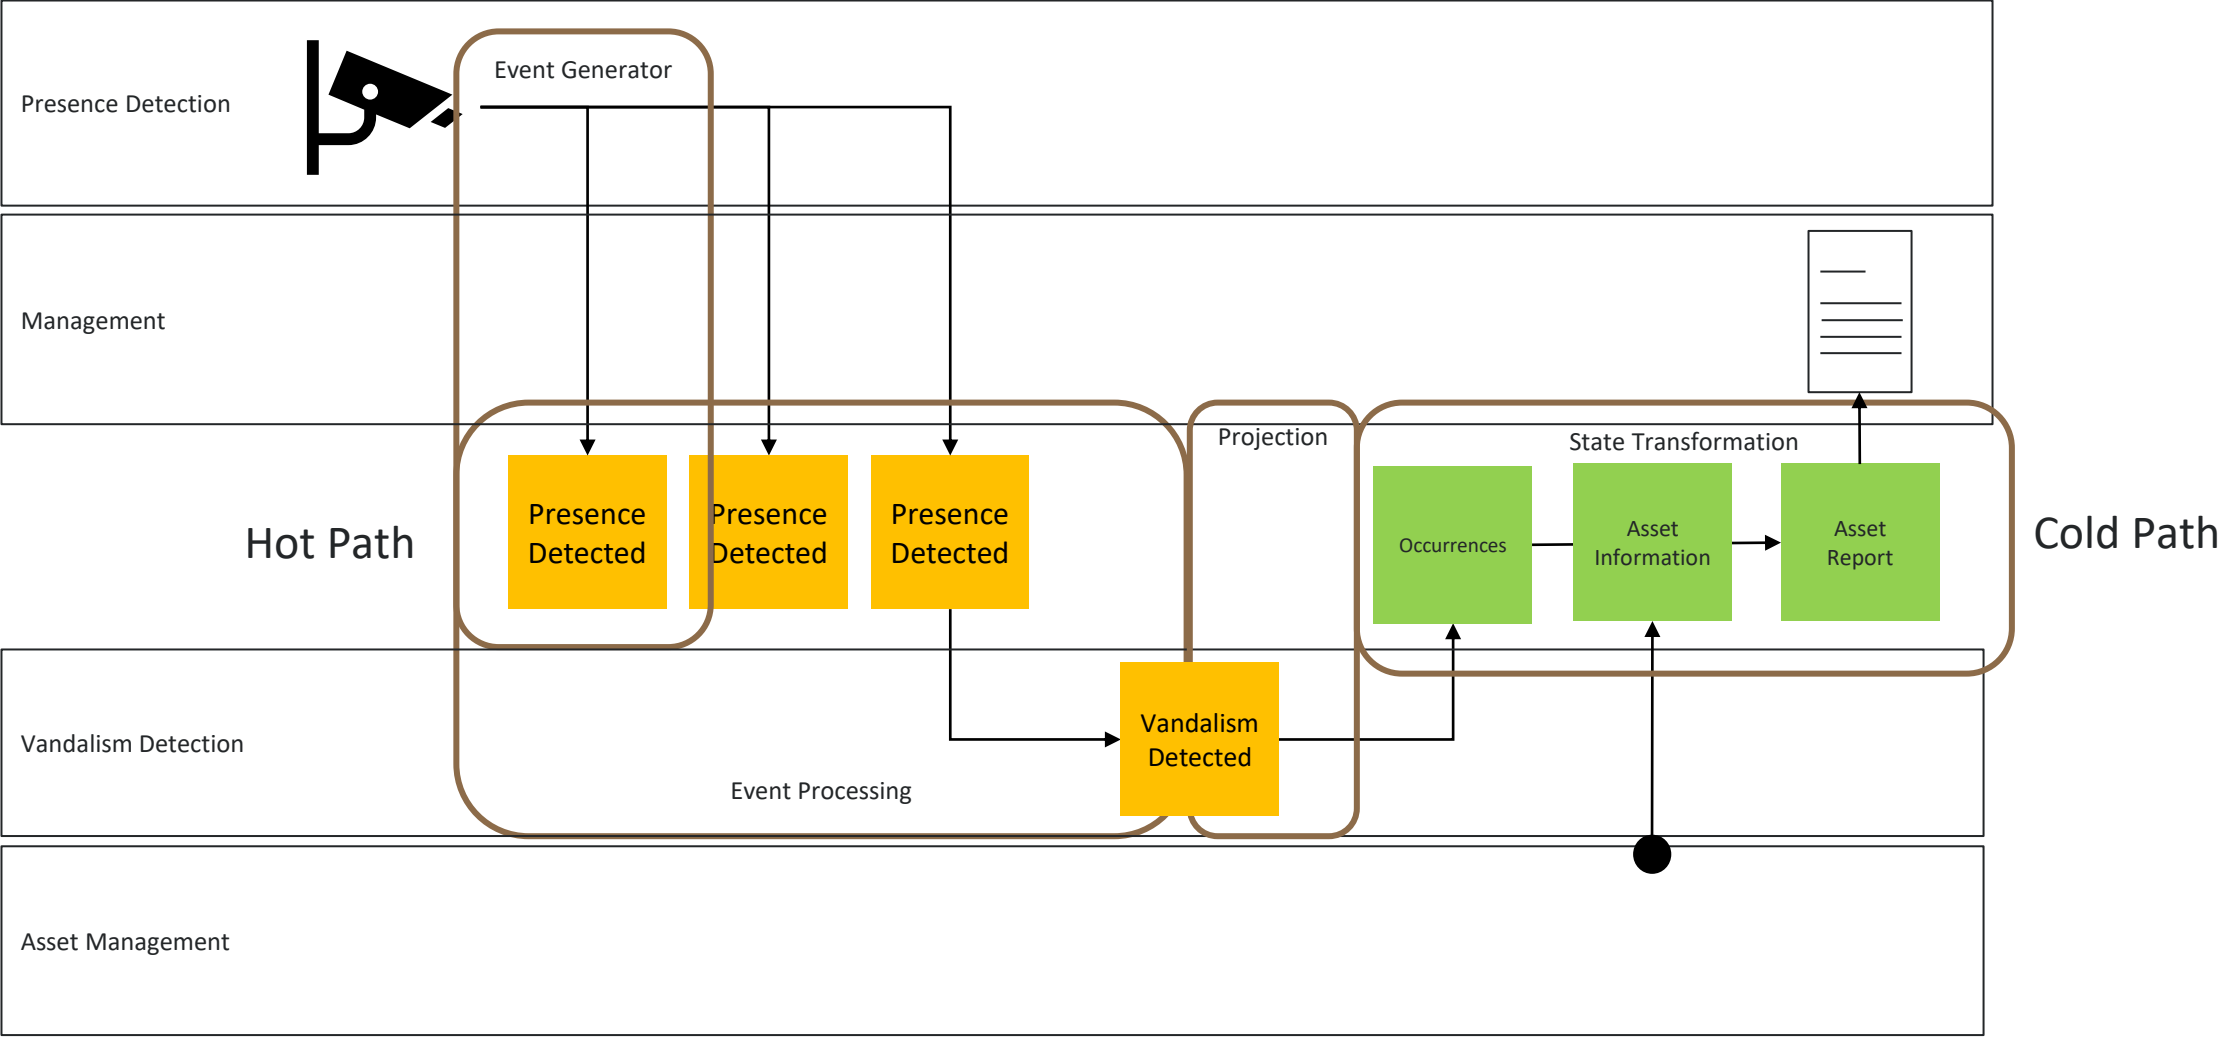 Event Generator
Presence Detection
Management
Projection
State Transformation
Hot Path
Presence
Detected
Presence
Detected
Presence
Detected
Occurrences
Asset
Information
Asset
Report
Cold Path
Vandalism Detection
Vandalism
Detected
Event Processing
Asset Management